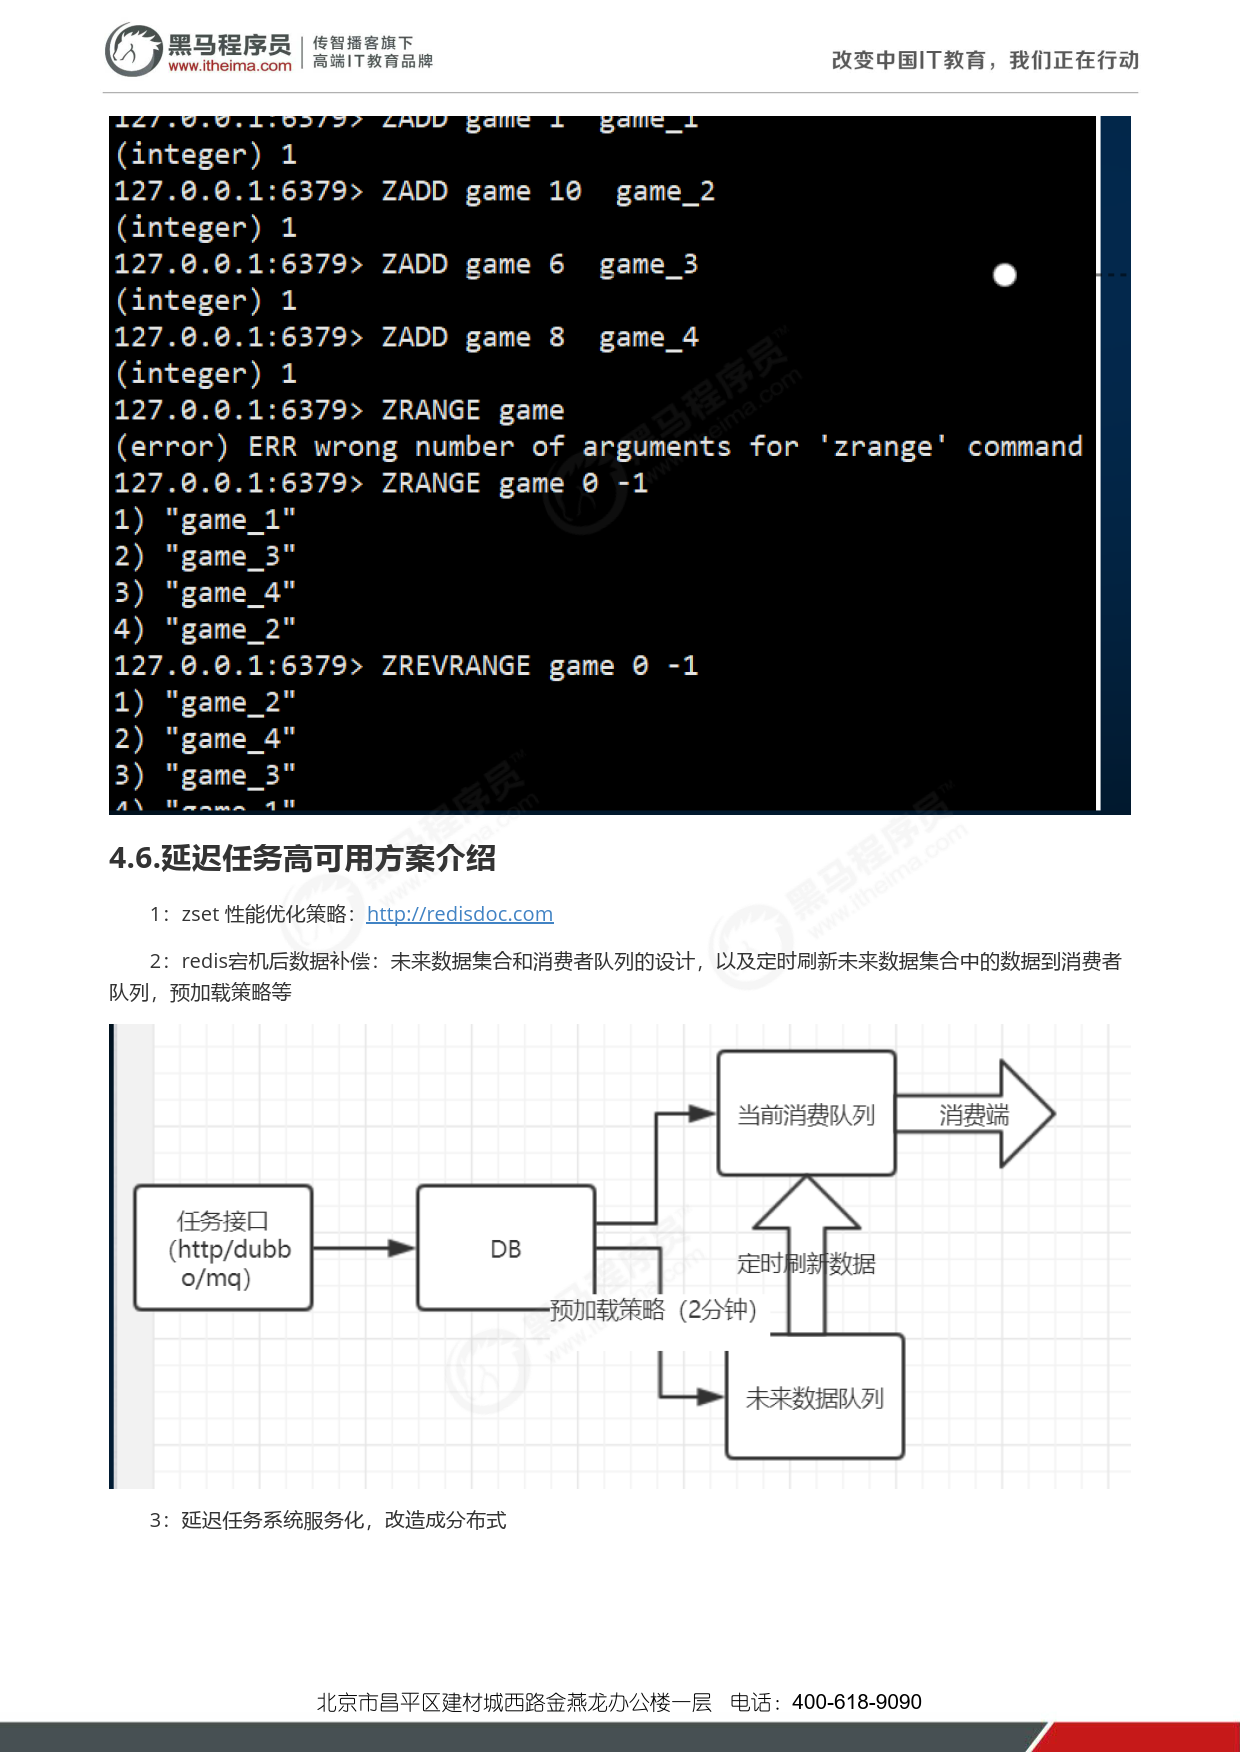 黑马程序员
www.itheima.com
传智播客旗下
高端IT教育品牌
改变中国IT教育，我们正在行动
127.0.0.1:6379> ZADD game 1  game_1
(integer) 1
127.0.0.1:6379> ZADD game 10  game_2
(integer) 1
127.0.0.1:6379> ZADD game 6  game_3
(integer) 1
127.0.0.1:6379> ZADD game 8  game_4
(integer) 1
127.0.0.1:6379> ZRANGE game
(error) ERR wrong number of arguments for 'zrange' command
127.0.0.1:6379> ZRANGE game 0 -1
1) "game_1"
2) "game_3"
3) "game_4"
4) "game_2"
127.0.0.1:6379> ZREVRANGE game 0 -1
1) "game_2"
2) "game_4"
3) "game_3"
4) "game_1"
4.6.延迟任务高可用方案介绍
1：zset 性能优化策略：http://redisdoc.com
2：redis宕机后数据补偿：未来数据集合和消费者队列的设计，以及定时刷新未来数据集合中的数据到消费者
队列，预加载策略等
当前消费队列
消费端
任务接口
(http/dubb
o/mq)
DB
定时刷新数据
预加载策略（2分钟）
未来数据队列
3：延迟任务系统服务化，改造成分布式
北京市昌平区建材城西路金燕龙办公楼一层 电话：400-618-9090